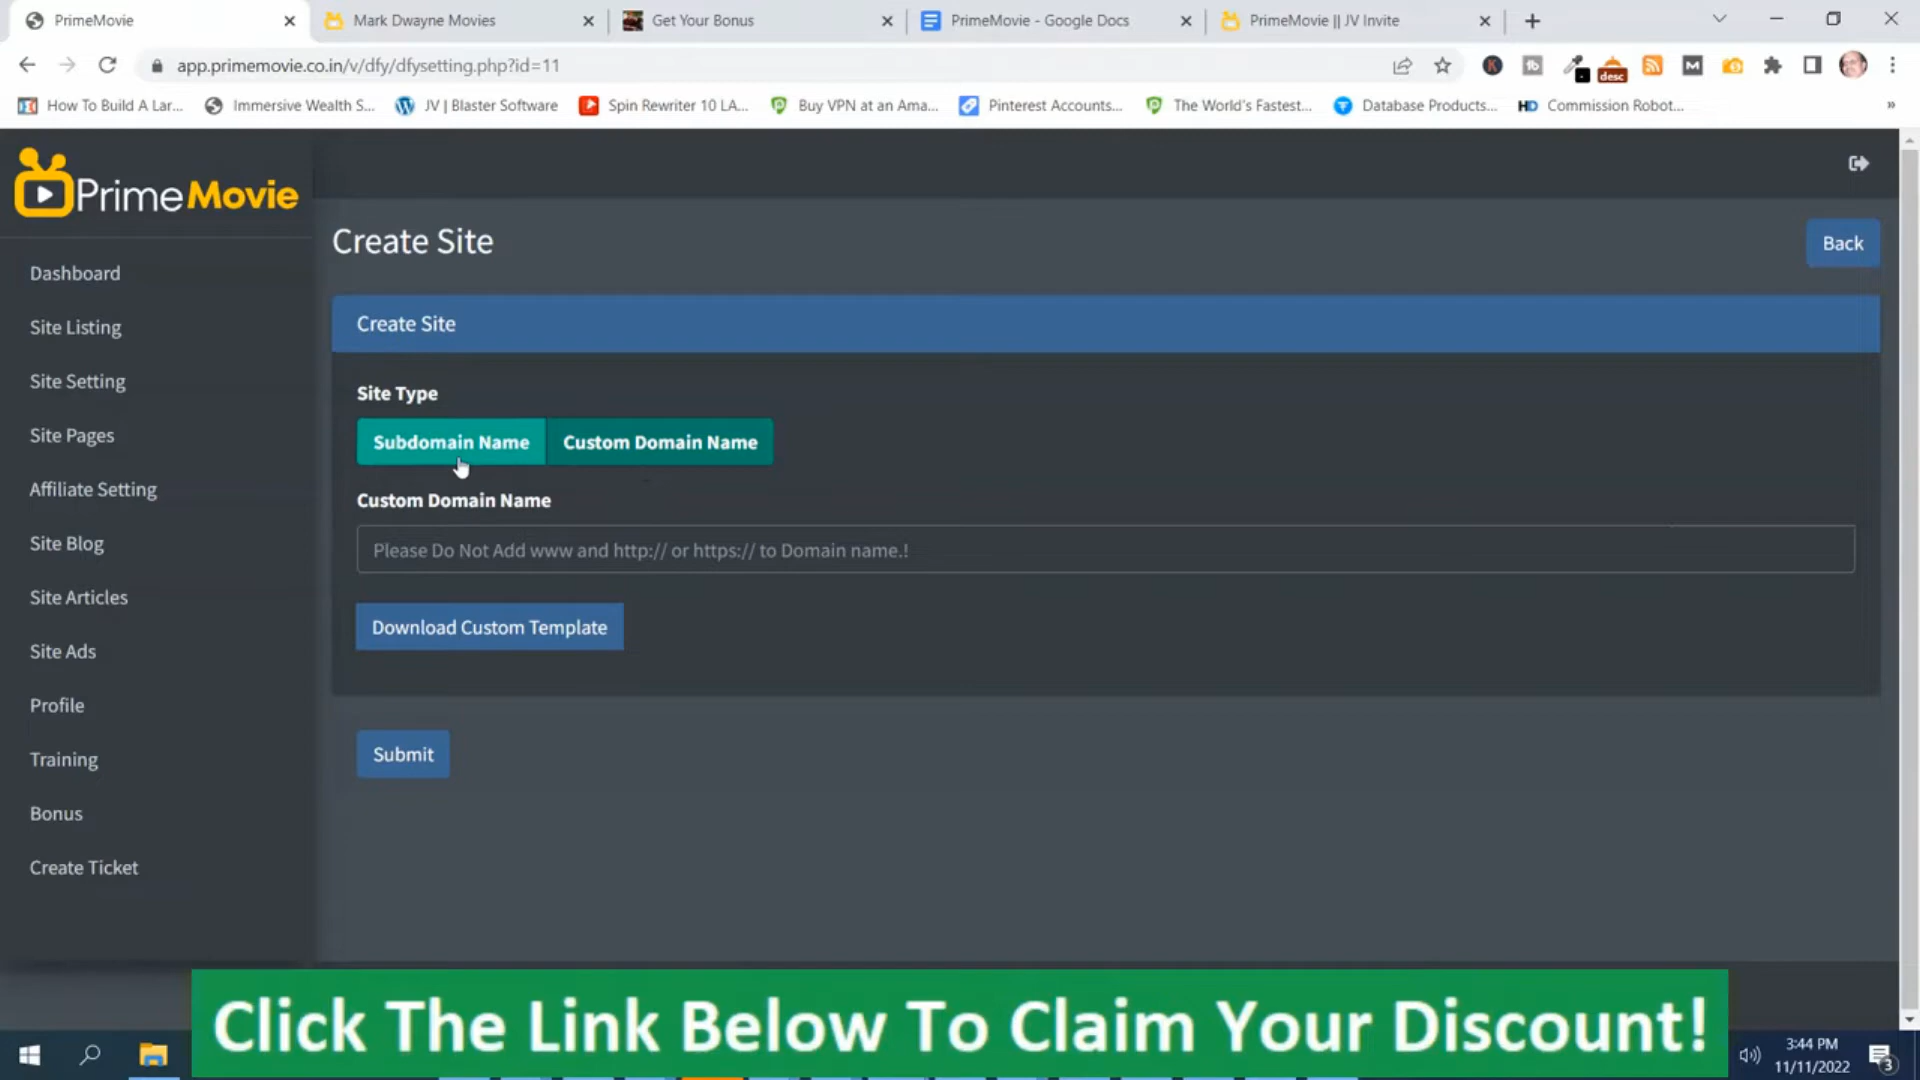 PrimeMovie
Mark Dwayne Movies
Get Your Bonus
PrimeMovie - Google Docs
PrimeMovie || JV Invite
app.primemovie.co.in/v/dfy/dfysetting.php?id=11
desc
How To Build A Lar...
Immersive Wealth S...
JV | Blaster Software
Spin Rewriter 10 LA...
Buy VPN at an Ama...
Pinterest Accounts...
The World's Fastest...
Database Products...
HD Commission Robot...
PrimeMovie
Create Site
Back
Dashboard
Site Listing
Site Setting
Site Pages
Affiliate Setting
Site Blog
Site Articles
Site Ads
Profile
Training
Bonus
Create Ticket
Create Site
Site Type
Subdomain Name
Custom Domain Name
Custom Domain Name
Please Do Not Add www and http:// or https:// to Domain name.!
Download Custom Template
Submit
Click The Link Below To Claim Your Discount!
3:44 PM
11/11/2022
3